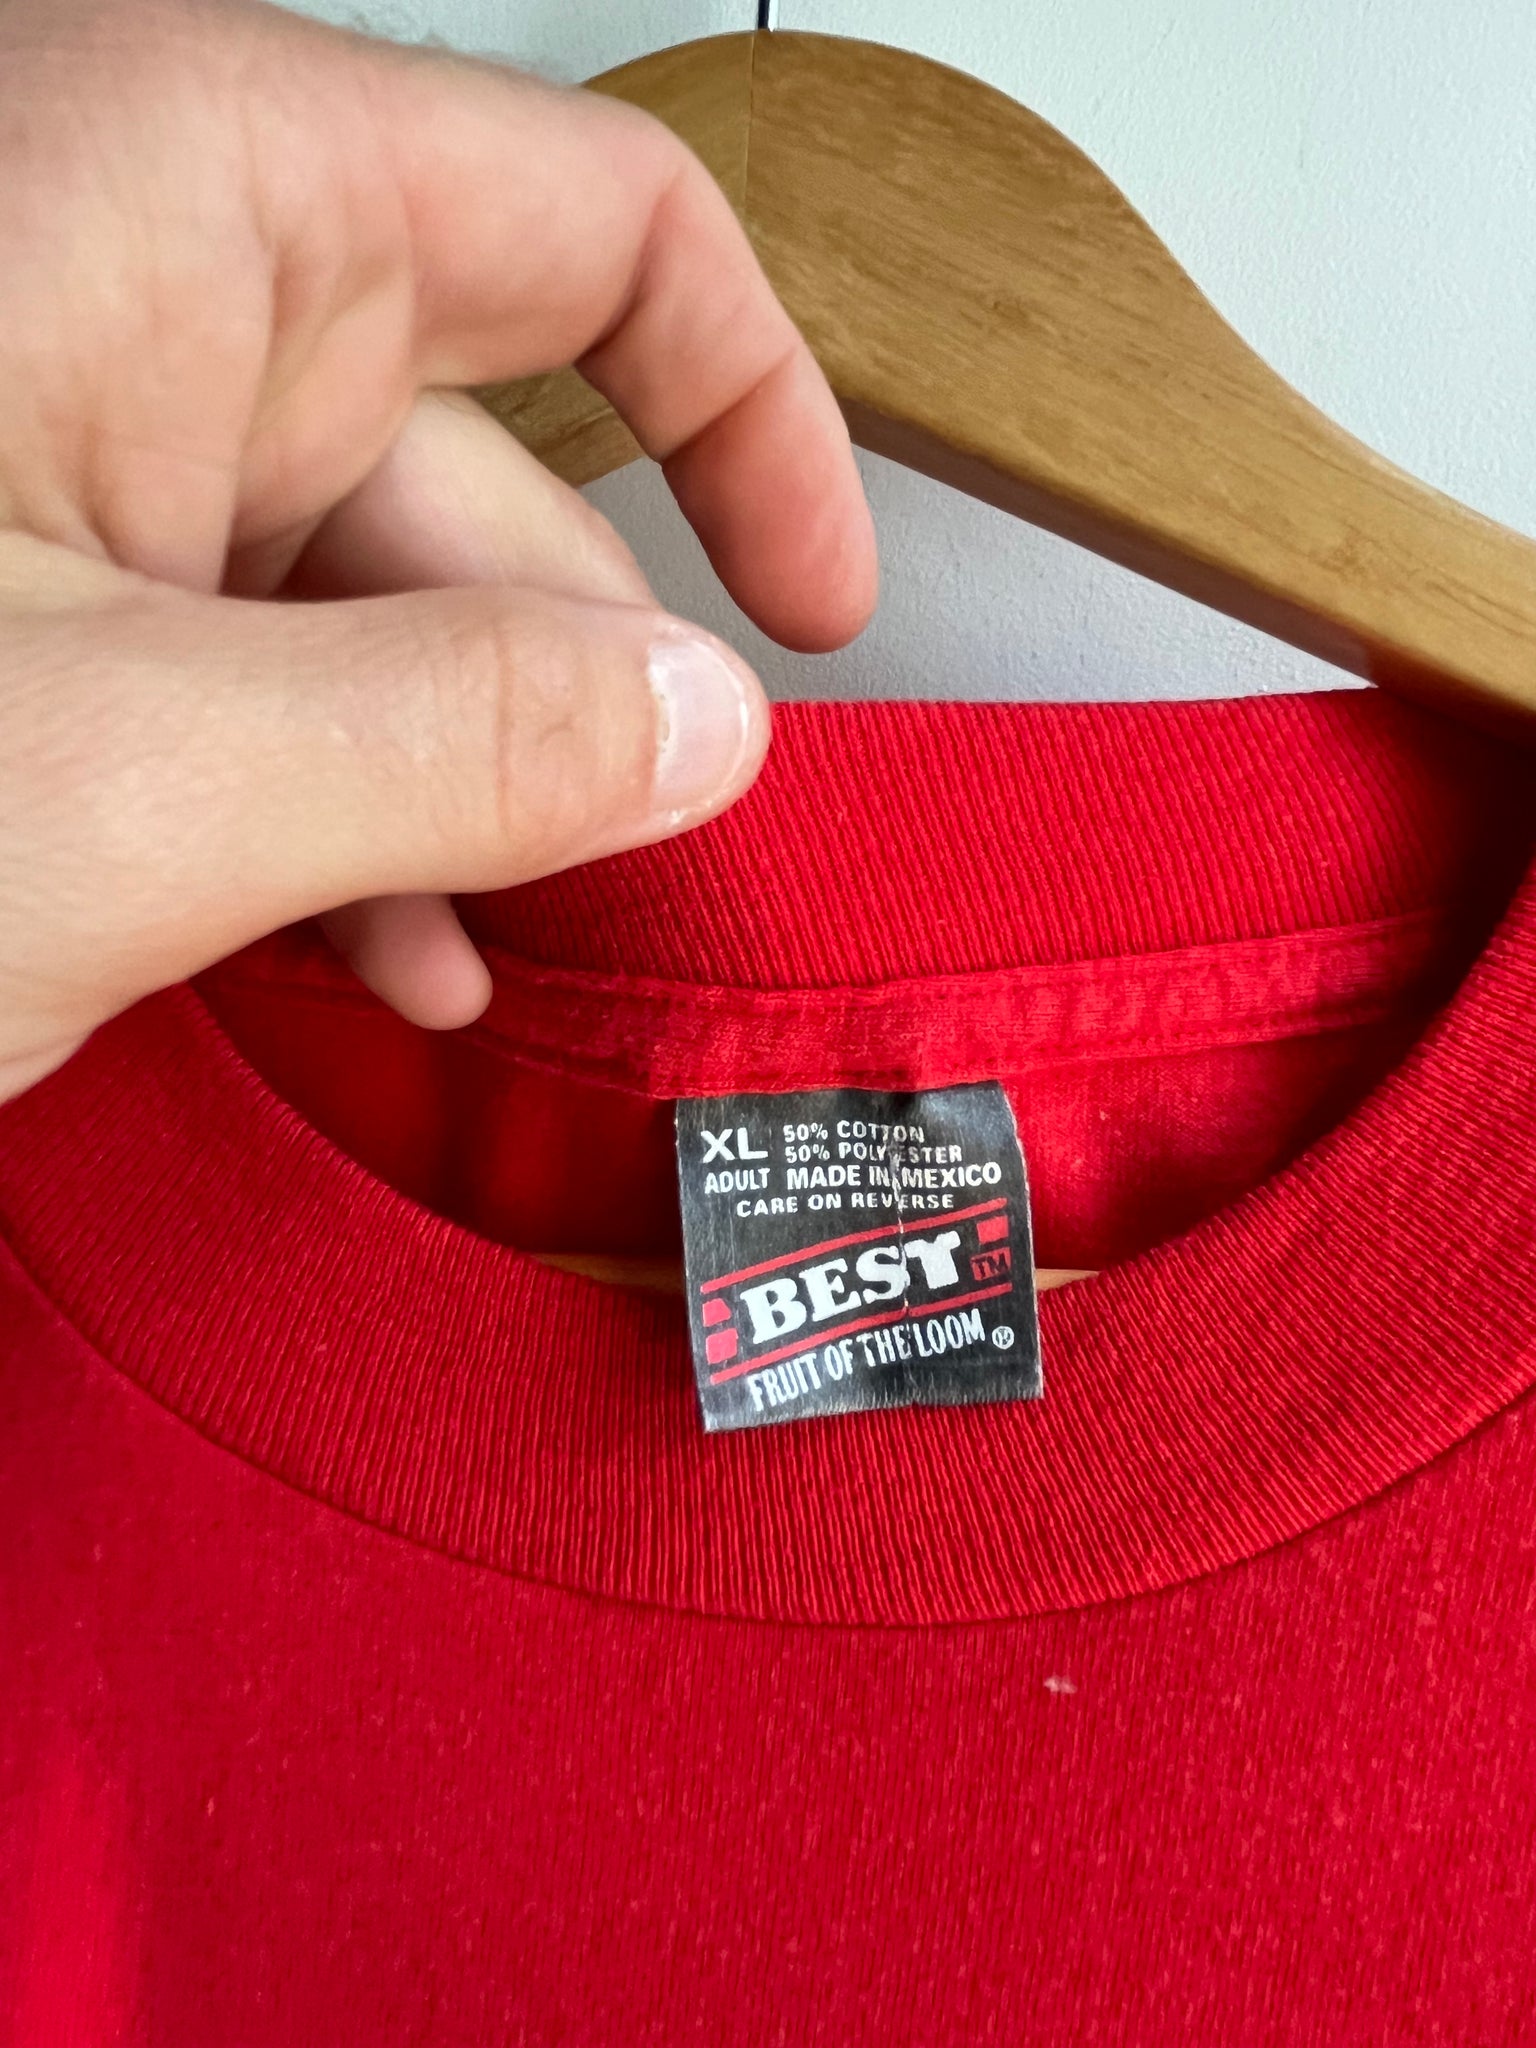 XL 50% COTTON
50% POLYESTER
ADULT MADE IN MEXICO
CARE ON REVERSE
BEST TM
FRUIT OF THE LOOM ®